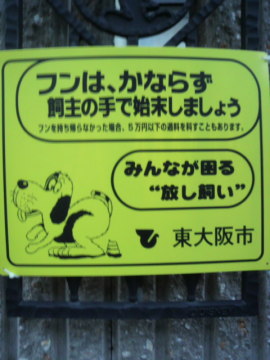 フンは、かならず
飼主の手で始末しましょう
フンを持ち帰らなかった場合、5万円以下の過料を科すこともあります。
みんなが困る
“放し飼い”
東大阪市